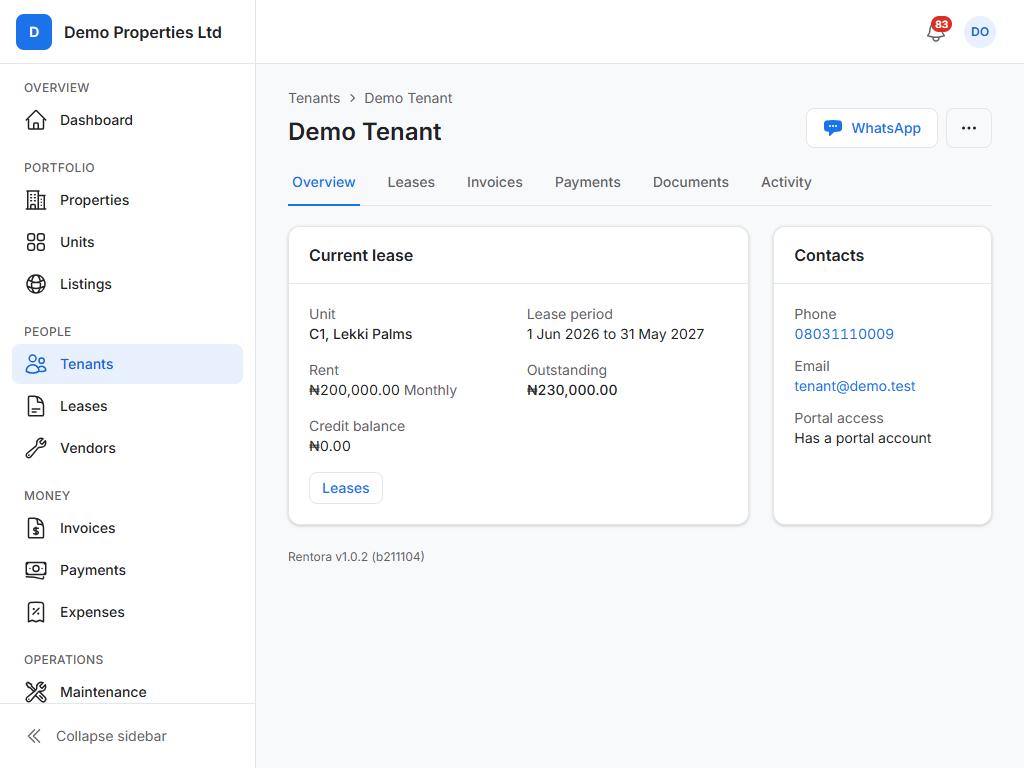 D
Demo Properties Ltd
83
DO
OVERVIEW
Dashboard
PORTFOLIO
Properties
Units
Listings
PEOPLE
Tenants
Leases
Vendors
MONEY
Invoices
Payments
Expenses
OPERATIONS
Maintenance
Collapse sidebar
Tenants > Demo Tenant
Demo Tenant
WhatsApp
Overview Leases Invoices Payments Documents Activity
Current lease
Unit
C1, Lekki Palms
Lease period
1 Jun 2026 to 31 May 2027
Rent
₦200,000.00 Monthly
Outstanding
₦230,000.00
Credit balance
₦0.00
Leases
Contacts
Phone
08031110009
Email
tenant@demo.test
Portal access
Has a portal account
Rentora v1.0.2 (b211104)